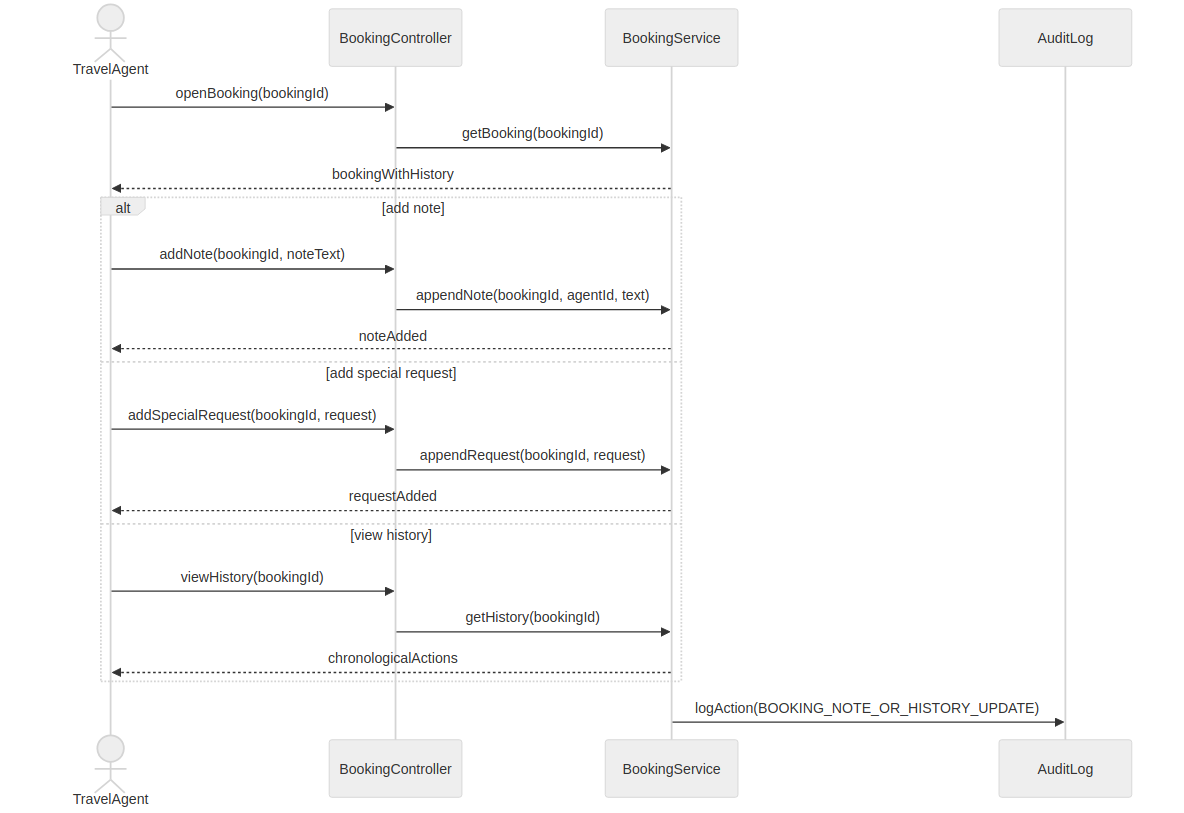 TravelAgent
BookingController
BookingService
AuditLog
openBooking(bookingId)
getBooking(bookingId)
bookingWithHistory
alt
[add note]
addNote(bookingId, noteText)
appendNote(bookingId, agentId, text)
noteAdded
[add special request]
addSpecialRequest(bookingId, request)
appendRequest(bookingId, request)
requestAdded
[view history]
viewHistory(bookingId)
getHistory(bookingId)
chronologicalActions
logAction(BOOKING_NOTE_OR_HISTORY_UPDATE)
TravelAgent
BookingController
BookingService
AuditLog